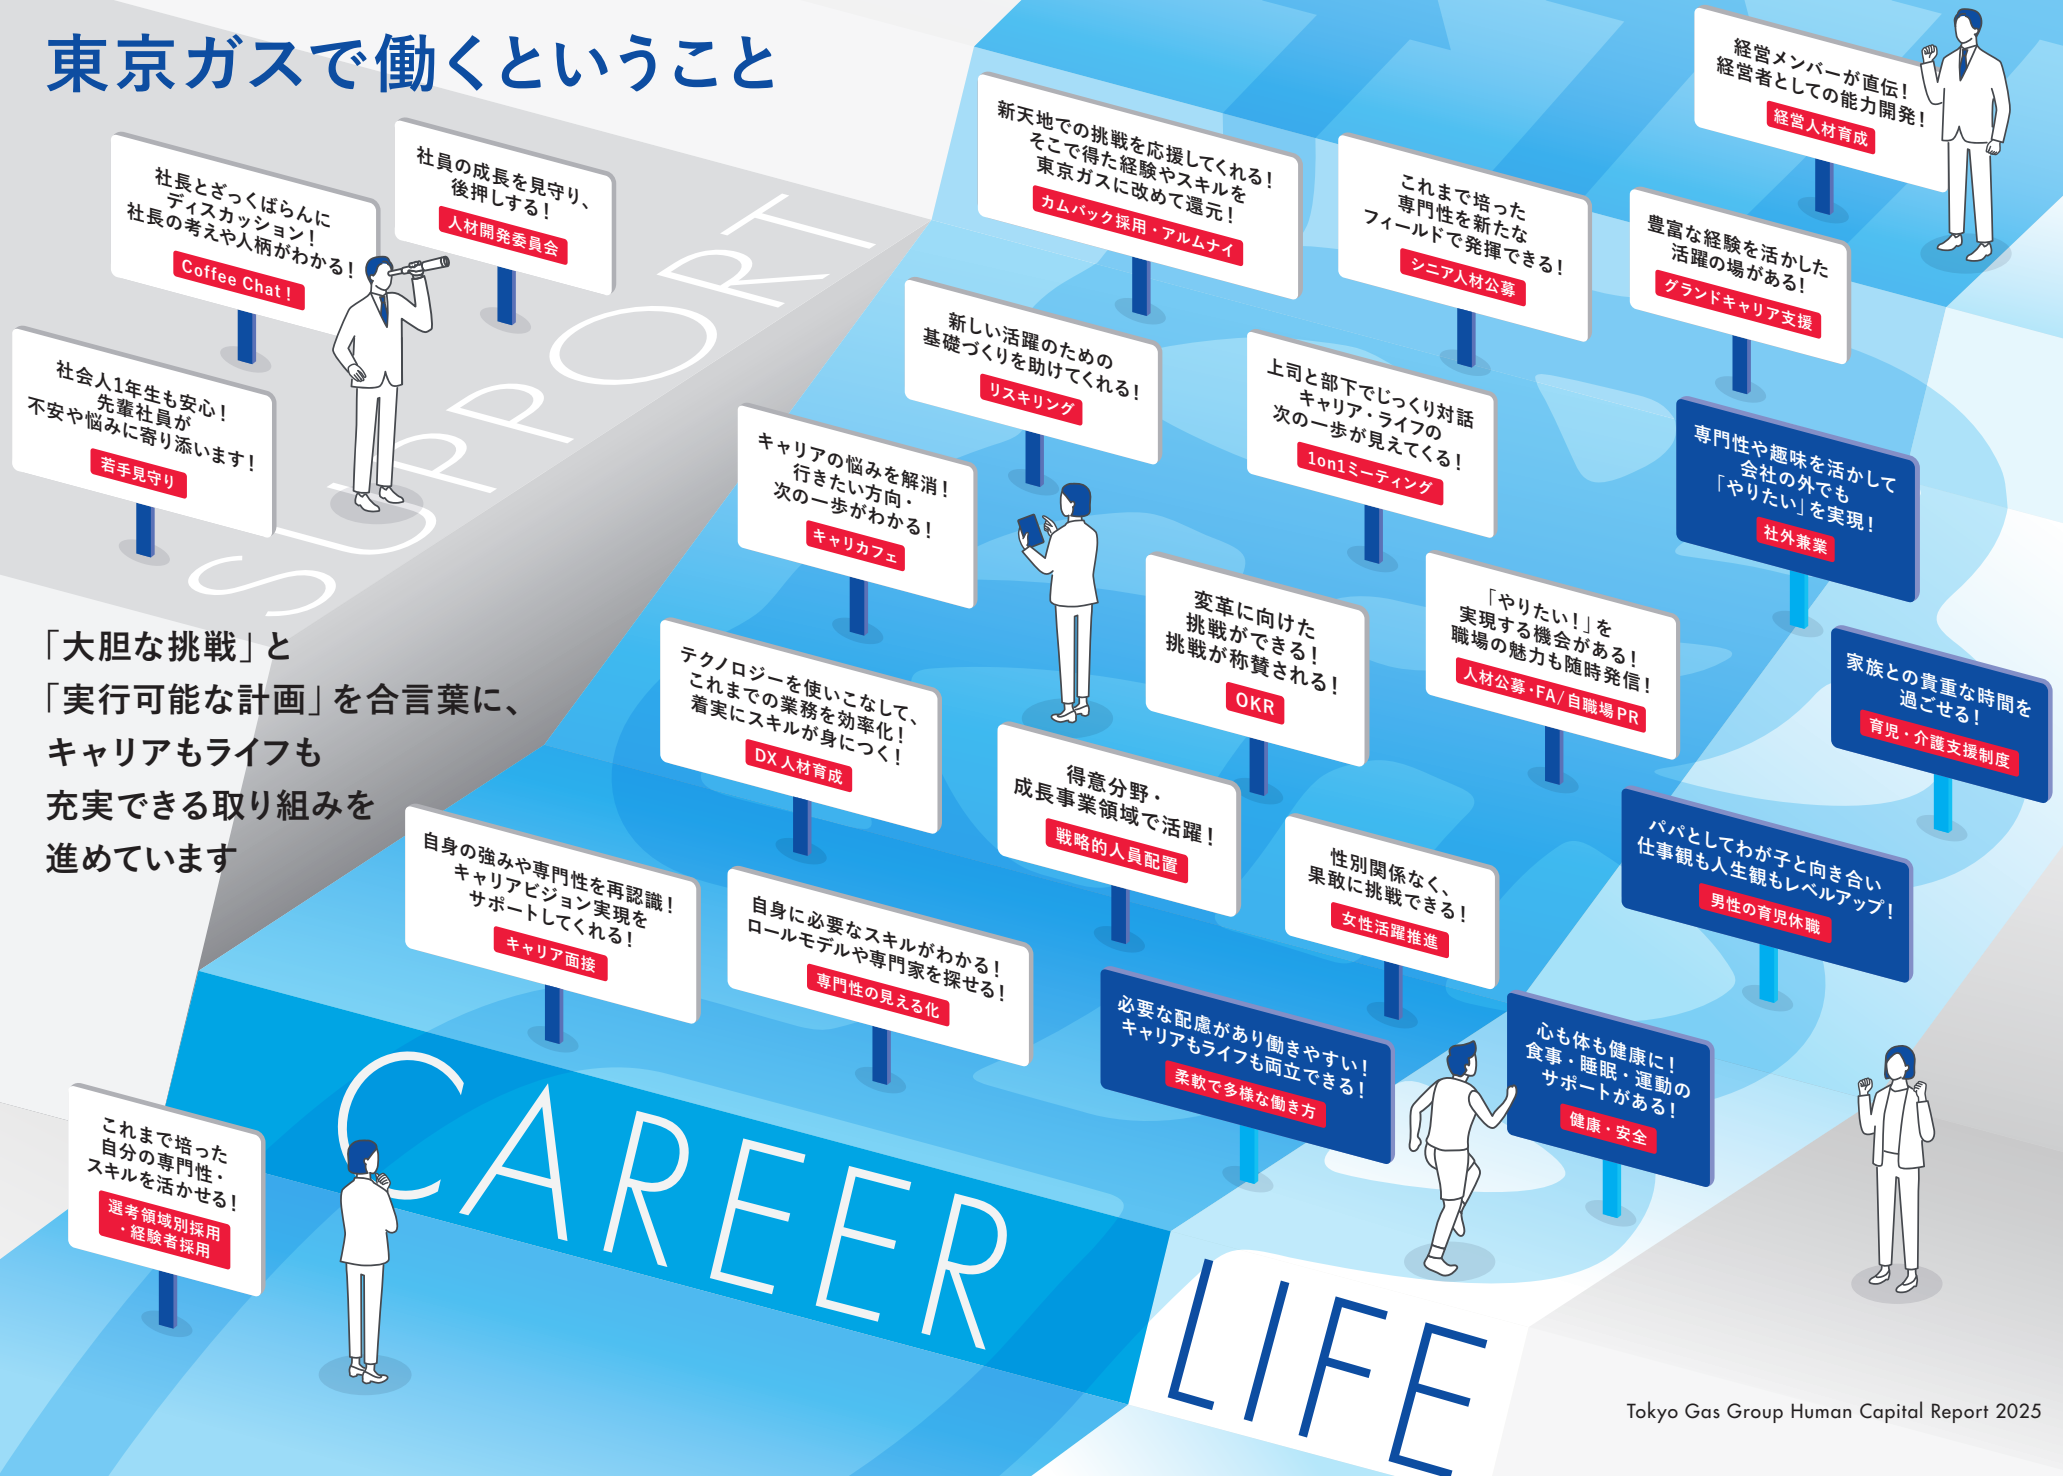 東京ガスで働くということ
社長とざっくばらんに
ディスカッション！
社長の考えや人柄がわかる！
Coffee Chat！
社員の成長を見守り、
後押しする！
人材開発委員会
社会人1年生も安心！
先輩社員が
不安や悩みに寄り添います！
若手見守り
SUPPORT
「大胆な挑戦」と
「実行可能な計画」を合言葉に、
キャリアもライフも
充実できる取り組みを
進めています
経営メンバーが直伝！
経営者としての能力開発！
経営人材育成
新天地での挑戦を応援してくれる！
そこで得た経験やスキルを
東京ガスに改めて還元！
カムバック採用・アルムナイ
これまで培った
専門性を新たな
フィールドで発揮できる！
シニア人材公募
豊富な経験を活かした
活躍の場がある！
グランドキャリア支援
新しい活躍のための
基礎づくりを助けてくれる！
リスキリング
上司と部下でじっくり対話
キャリア・ライフの
次の一歩が見えてくる！
1on1ミーティング
キャリアの悩みを解消！
行きたい方向・
次の一歩がわかる！
キャリカフェ
専門性や趣味を活かして
会社の外でも
「やりたい」を実現！
社外兼業
変革に向けた
挑戦ができる！
挑戦が称賛される！
OKR
「やりたい！」を
実現する機会がある！
職場の魅力も随時発信！
人材公募・FA/自職場PR
家族との貴重な時間を
過ごせる！
育児・介護支援制度
テクノロジーを使いこなして、
これまでの業務を効率化！
着実にスキルが身につく！
DX人材育成
得意分野・
成長事業領域で活躍！
戦略的人員配置
性別関係なく、
果敢に挑戦できる！
女性活躍推進
パパとしてわが子と向き合い
仕事観も人生観もレベルアップ！
男性の育児休職
自身の強みや専門性を再認識！
キャリアビジョン実現を
サポートしてくれる！
キャリア面接
自身に必要なスキルがわかる！
ロールモデルや専門家を探せる！
専門性の見える化
必要な配慮があり働きやすい！
キャリアもライフも両立できる！
柔軟で多様な働き方
心も体も健康に！
食事・睡眠・運動の
サポートがある！
健康・安全
これまで培った
自分の専門性・
スキルを活かせる！
選考領域別採用
・経験者採用
CAREER
LIFE
Tokyo Gas Group Human Capital Report 2025